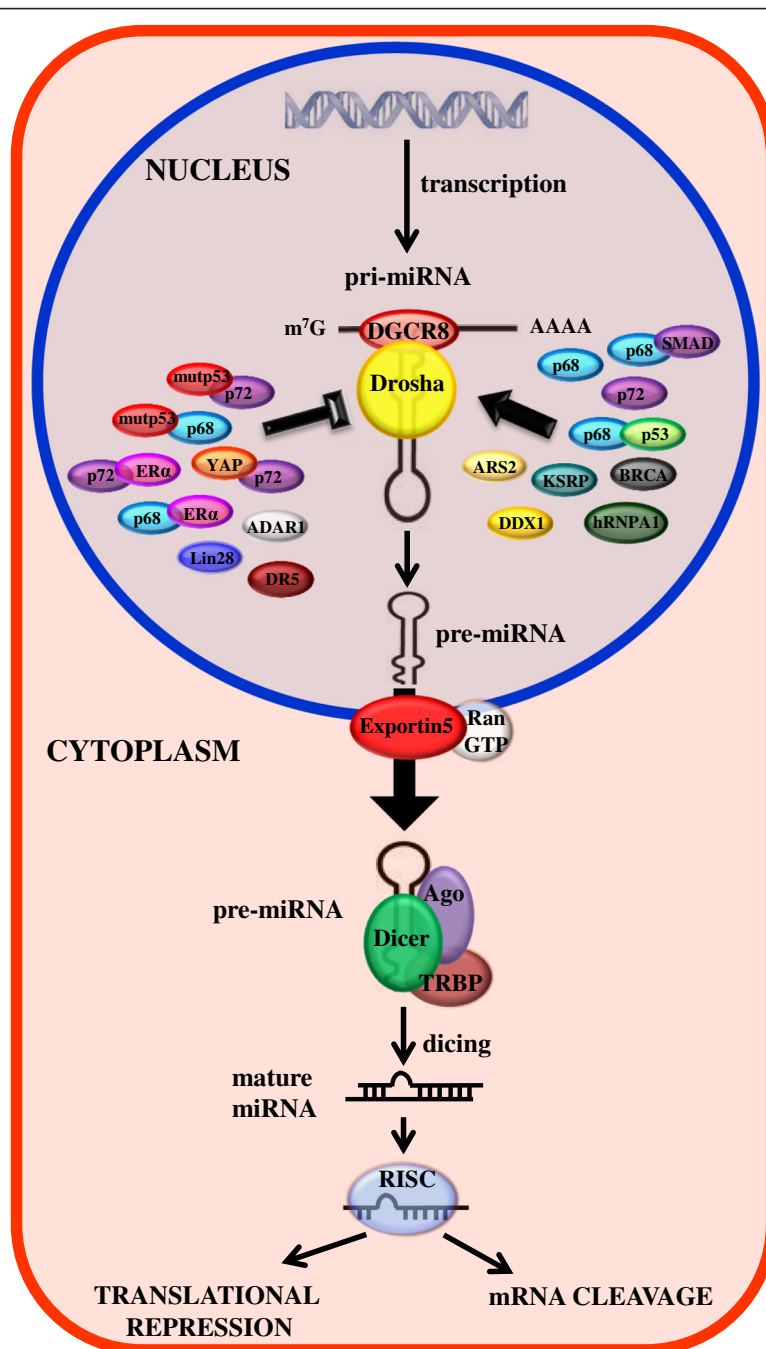 NUCLEUS
transcription
pri-miRNA
m⁷G
DGCR8
AAAA
Drosha
mutp53
p72
mutp53
p68
p72
ERα
YAP
p72
p68
ERα
ADAR1
Lin28
DR5
p68
SMAD
p68
p72
p68
p53
ARS2
KSRP
BRCA
DDX1
hRNPA1
pre-miRNA
Exportin5
Ran
GTP
CYTOPLASM
pre-miRNA
Ago
Dicer
TRBP
dicing
mature
miRNA
RISC
TRANSLATIONAL
REPRESSION
mRNA CLEAVAGE